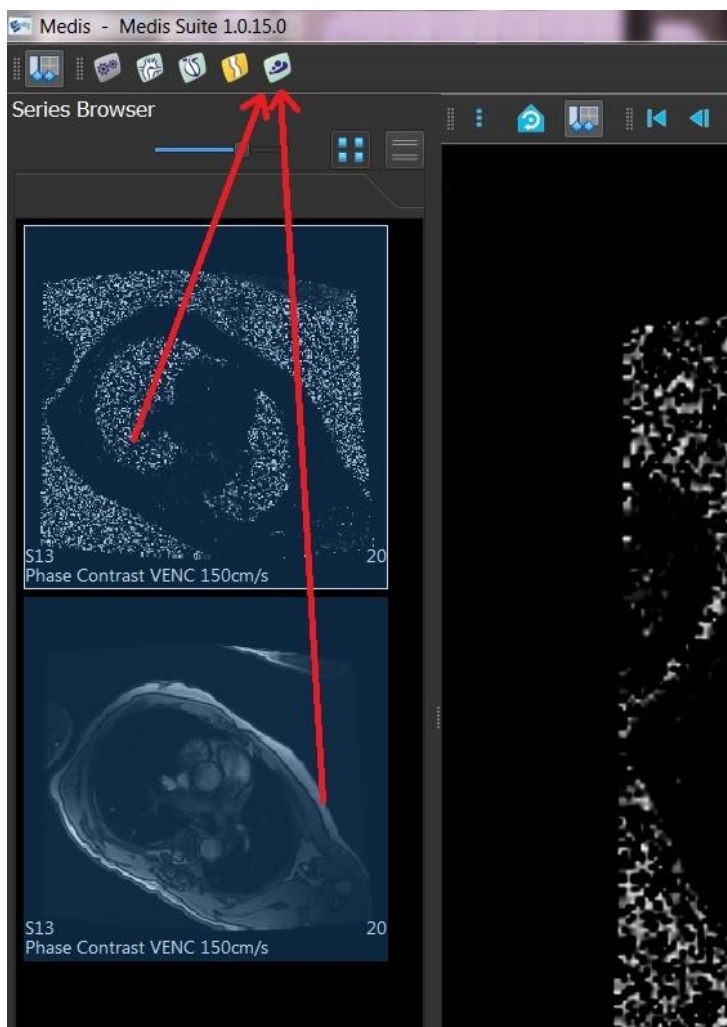 Medis - Medis Suite 1.0.15.0
Series Browser
S13 20
Phase Contrast VENC 150cm/s
S13 20
Phase Contrast VENC 150cm/s